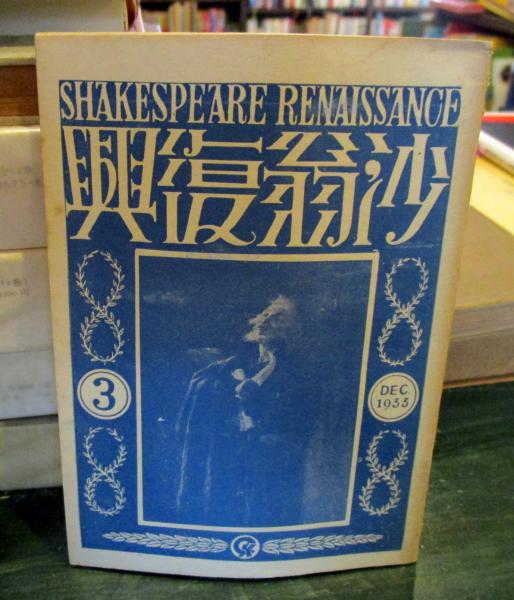 SHAKESPEARE RENAISSANCE
沙翁復興
3
DEC.
1933